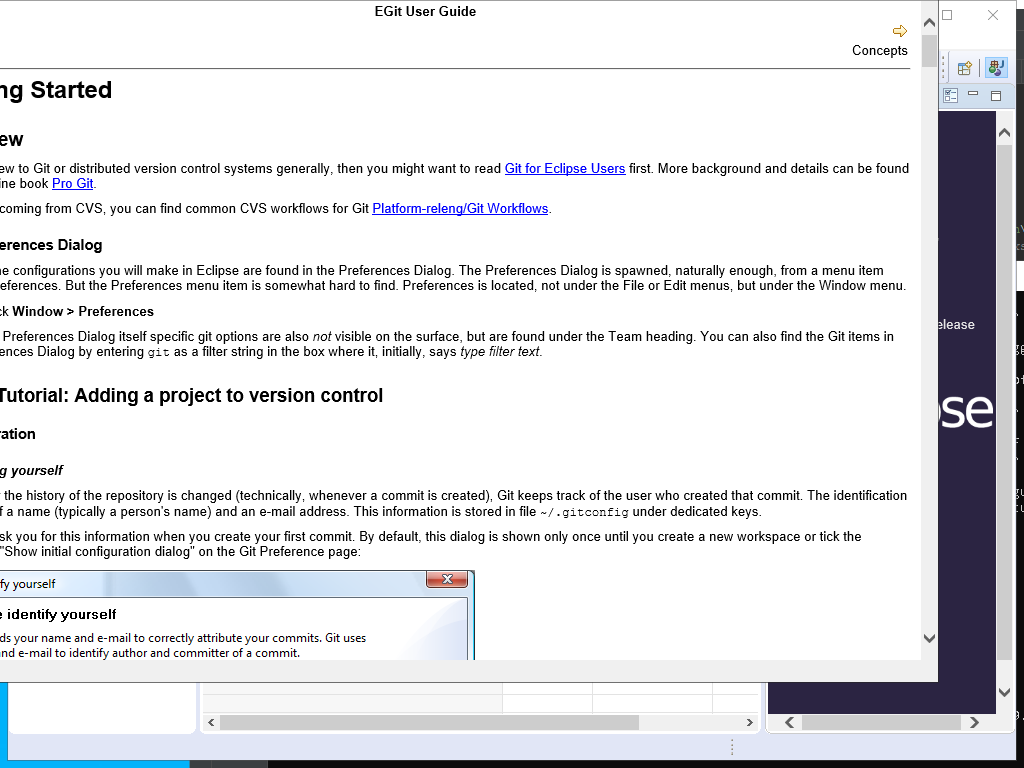 EGit User Guide
Concepts
ng Started
ew
ew to Git or distributed version control systems generally, then you might want to read Git for Eclipse Users first. More background and details can be found
ine book Pro Git.
coming from CVS, you can find common CVS workflows for Git Platform-releng/Git Workflows.
erences Dialog
e configurations you will make in Eclipse are found in the Preferences Dialog. The Preferences Dialog is spawned, naturally enough, from a menu item
eferences. But the Preferences menu item is somewhat hard to find. Preferences is located, not under the File or Edit menus, but under the Window menu.
ck Window > Preferences
Preferences Dialog itself specific git options are also not visible on the surface, but are found under the Team heading. You can also find the Git items in
ences Dialog by entering git as a filter string in the box where it, initially, says type filter text.
elease
Tutorial: Adding a project to version control
pse
ration
g yourself
the history of the repository is changed (technically, whenever a commit is created), Git keeps track of the user who created that commit. The identification
f a name (typically a person's name) and an e-mail address. This information is stored in file ~/.gitconfig under dedicated keys.
sk you for this information when you create your first commit. By default, this dialog is shown only once until you create a new workspace or tick the
"Show initial configuration dialog" on the Git Preference page:
fy yourself
e identify yourself
ds your name and e-mail to correctly attribute your commits. Git uses
nd e-mail to identify author and committer of a commit.